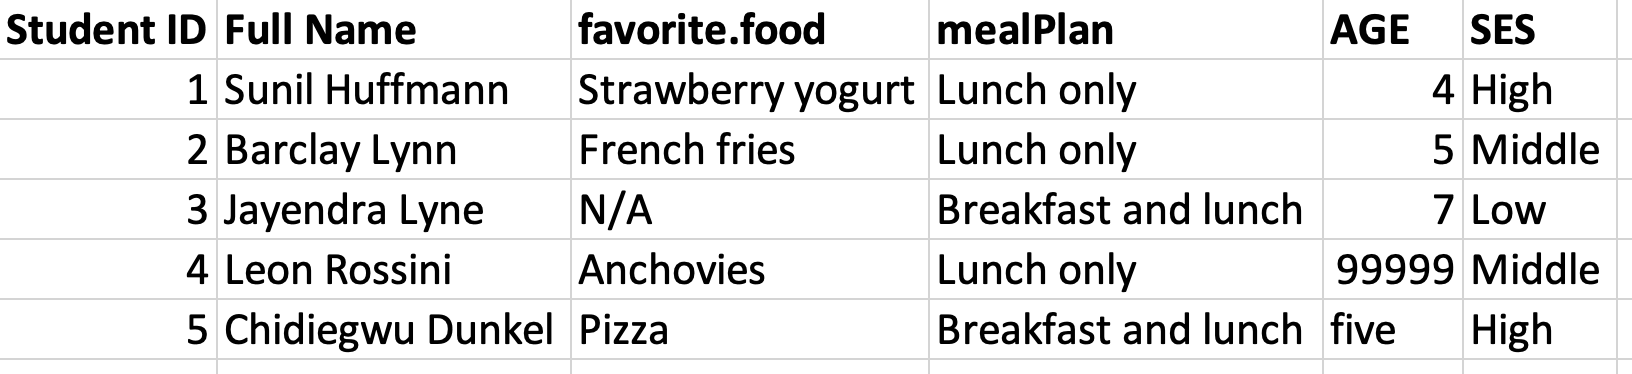 Student ID Full Name favorite.food mealPlan AGE SES
1 Sunil Huffmann Strawberry yogurt Lunch only 4 High
2 Barclay Lynn French fries Lunch only 5 Middle
3 Jayendra Lyne N/A Breakfast and lunch 7 Low
4 Leon Rossini Anchovies Lunch only 99999 Middle
5 Chidiegwu Dunkel Pizza Breakfast and lunch five High